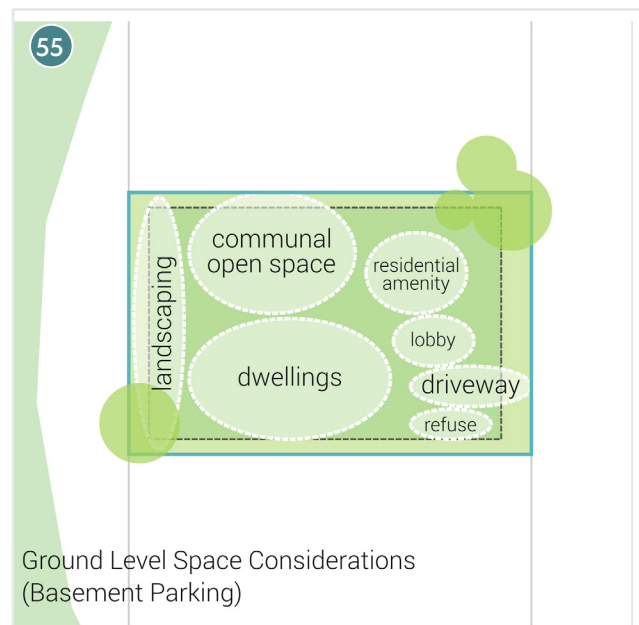 55
communal
open space
residential
amenity
landscaping
lobby
dwellings
driveway
refuse
Ground Level Space Considerations
(Basement Parking)